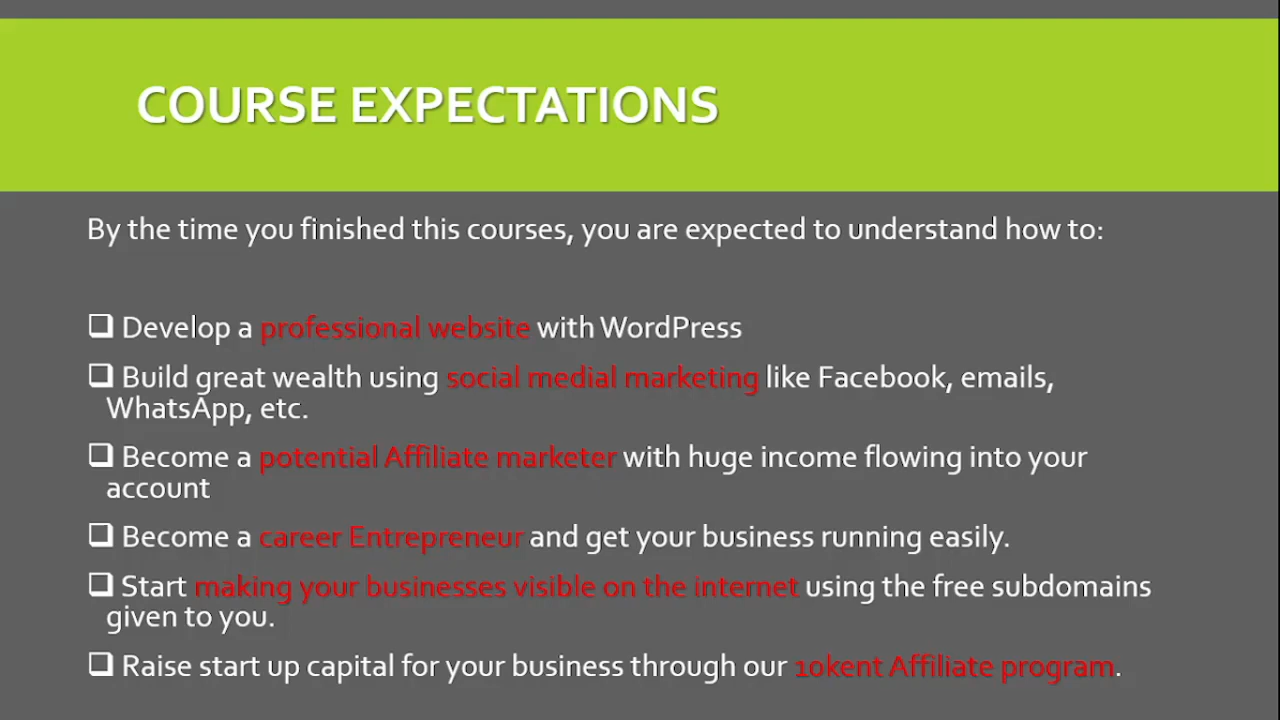 COURSE EXPECTATIONS
By the time you finished this courses, you are expected to understand how to:
❑ Develop a professional website with WordPress
❑ Build great wealth using social medial marketing like Facebook, emails,
WhatsApp, etc.
❑ Become a potential Affiliate marketer with huge income flowing into your
account
❑ Become a career Entrepreneur and get your business running easily.
❑ Start making your businesses visible on the internet using the free subdomains
given to you.
❑ Raise start up capital for your business through our 10kent Affiliate program.